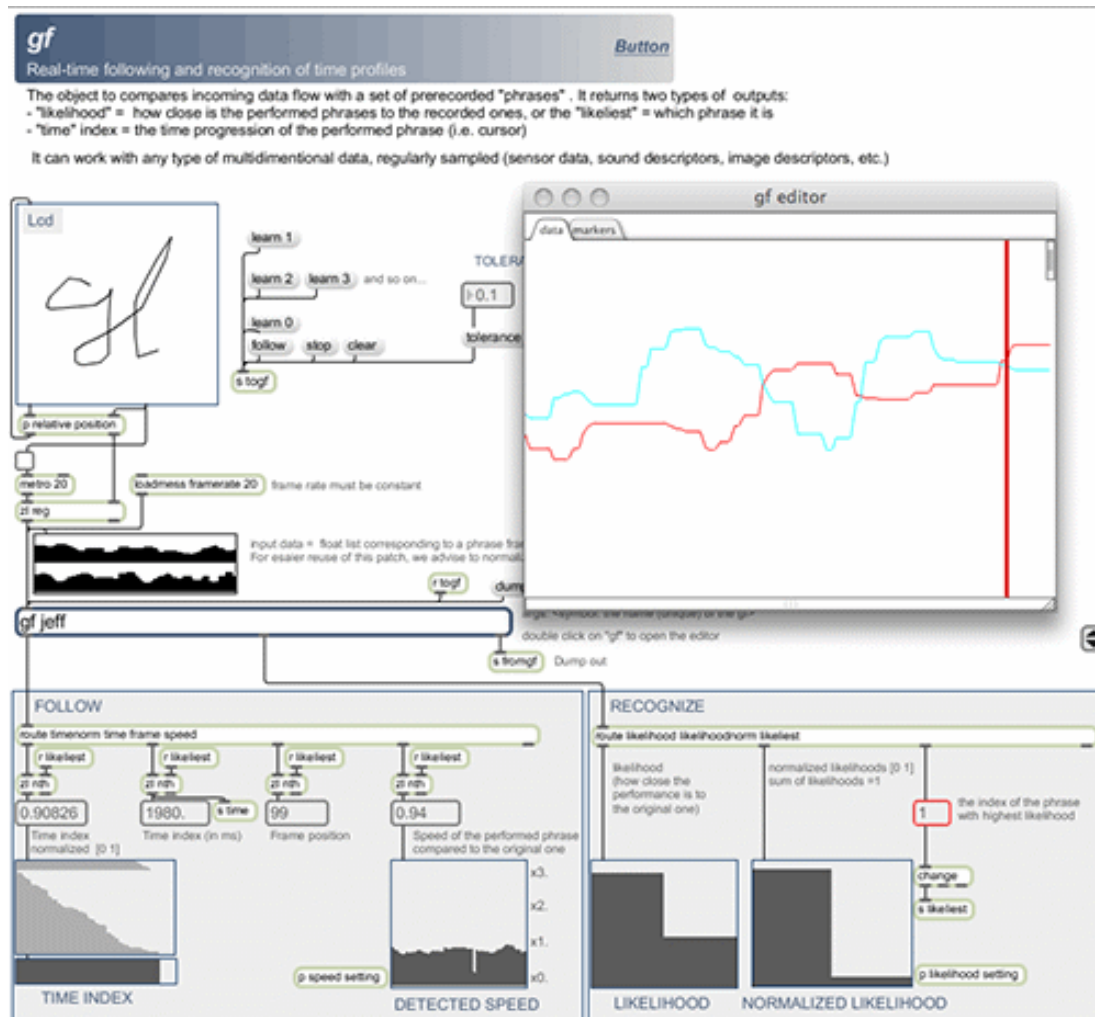 gf
Button
Real-time following and recognition of time profiles
The object to compares incoming data flow with a set of prerecorded "phrases" . It returns two types of outputs:
- "likelihood" = how close is the performed phrases to the recorded ones, or the "likeliest" = which phrase it is
- "time" index = the time progression of the performed phrase (i.e. cursor)
It can work with any type of multidimentional data, regularly sampled (sensor data, sound descriptors, image descriptors, etc.)
Lcd
learn 1
learn 2 learn 3 and so on...
learn 0
follow stop clear
s togf
TOLERA
0.1
tolerance
gf editor
data markers
p relative position
metro 20
loadmess framerate 20 frame rate must be constant
zl reg
input data = float list corresponding to a phrase fra
For esaier reuse of this patch, we advise to normaliz
r togf
dump
gf jeff
args: <symbol: the name (unique) of the gf>
double click on "gf" to open the editor
s fromgf Dump out
FOLLOW
route timenorm time frame speed
r likeliest r likeliest r likeliest r likeliest
zl nth zl nth zl nth zl nth
0.90826 1980. s time 99 0.94
Time index
normalized [0 1]
Time index (in ms)
Frame position
Speed of the performed phrase
compared to the original one
x3.
x2.
x1.
x0.
p speed setting
TIME INDEX
DETECTED SPEED
RECOGNIZE
route likelihood likelihoodnorm likeliest
likelihood
(how close the
performance is to
the original one)
normalized likelihoods [0 1]
sum of likelihoods =1
1
the index of the phrase
with highest likelihood
change
s likeliest
p likelihood setting
LIKELIHOOD
NORMALIZED LIKELIHOOD